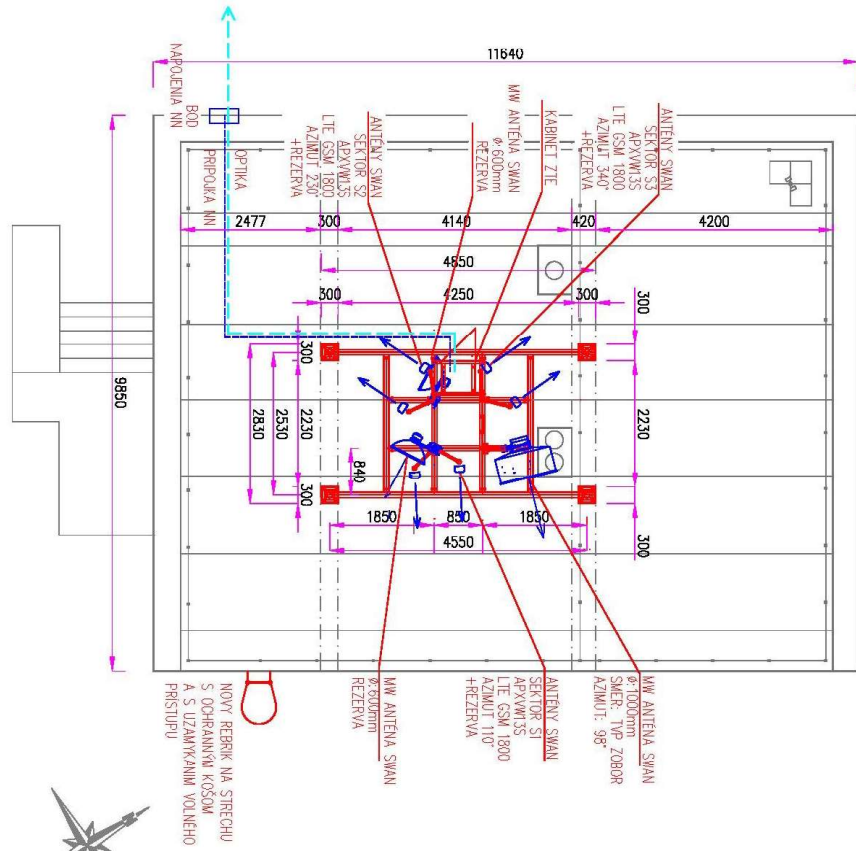 11640
BOD
NAPOJENIA NN
OPTIKA
PRÍPOJKA NN
ANTÉNY SWAN
SEKTOR S2
APXVW13S
LTE GSM 1800
AZIMUT 230°
+REZERVA
MW ANTÉNA SWAN
ø:600mm
REZERVA
KABINET ZTE
ANTÉNY SWAN
SEKTOR S3
APXVW13S
LTE GSM 1800
AZIMUT 340°
+REZERVA
2477
300
4140
420
4200
4850
300
4250
300
300
9850
2830
2530
300
2230
300
840
2230
300
1850
850
1850
4550
NOVÝ REBRÍK NA STRECHU
S OCHRANNÝM KOŠOM
A S UZAMYKANIM VOLNÉHO
PRÍSTUPU
MW ANTÉNA SWAN
ø:600mm
REZERVA
ANTÉNY SWAN
SEKTOR S1
APXVW13S
LTE GSM 1800
AZIMUT 110°
+REZERVA
MW ANTÉNA SWAN
ø:1000mm
SMER: TVP ZOBOR
AZIMUT: 98°